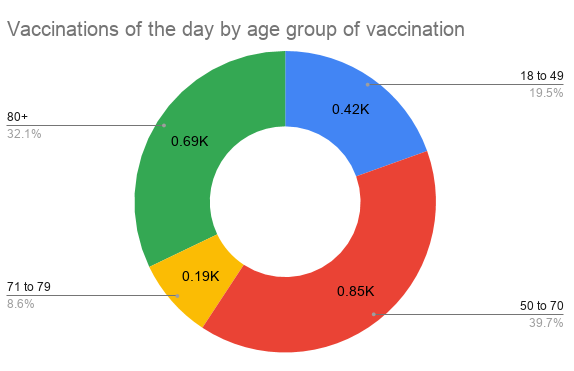 Vaccinations of the day by age group of vaccination
18 to 49
19.5%
0.42K
80+
32.1%
0.69K
71 to 79
8.6%
0.19K
0.85K
50 to 70
39.7%